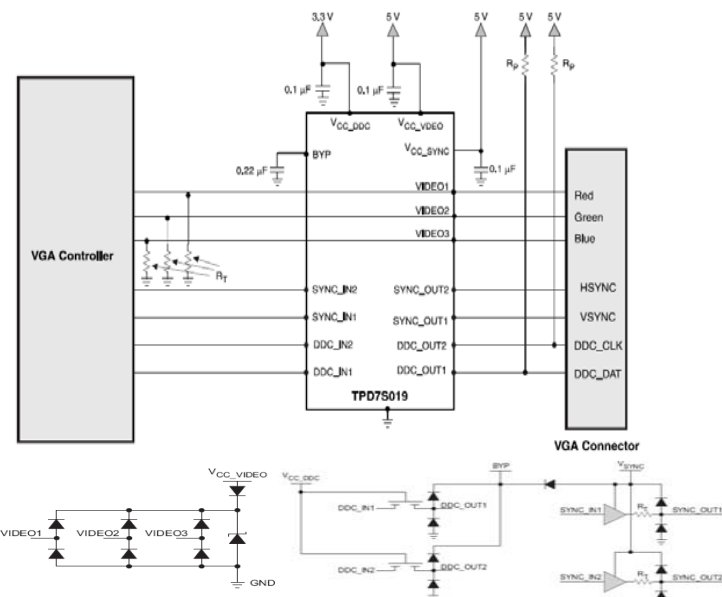 3.3 V 5 V 5 V 5 V 5 V
R_P R_P
0.1 µF 0.1 µF
V_CC_DDC V_CC_VDEO
BYP V_CC_SYNC
0.22 µF 0.1 µF
VIDEO1 Red
VIDEO2 Green
VIDEO3 Blue
VGA Controller
R_T
SYNC_IN2 SYNC_OUT2 HSYNC
SYNC_IN1 SYNC_OUT1 VSYNC
DDC_IN2 DDC_OUT2 DDC_CLK
DDC_IN1 DDC_OUT1 DDC_DAT
TPD7S019
VGA Connector
V_CC_VIDEO
VIDEO1 VIDEO2 VIDEO3
GND
V_CC_DDC BYP V_SYNC
DDC_IN1 DDC_OUT1
SYNC_IN1 R_T SYNC_OUT1
DDC_IN2 DDC_OUT2
SYNC_IN2 R_T SYNC_OUT2